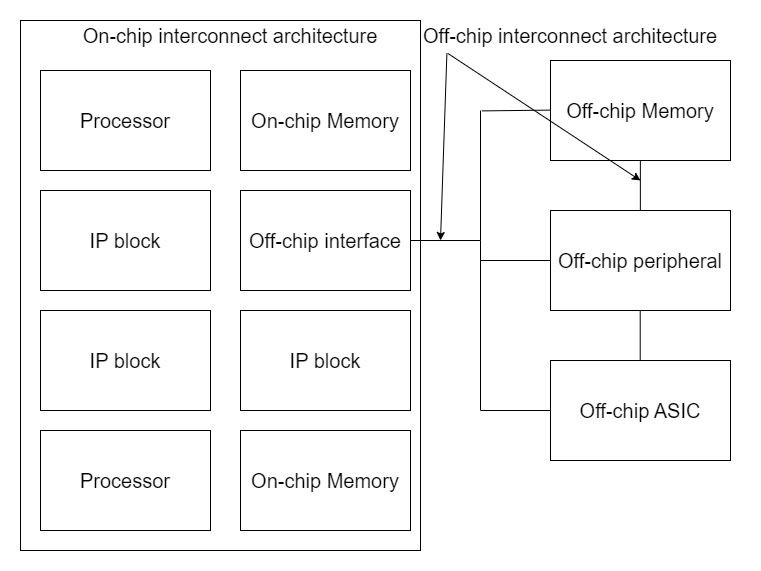 On-chip interconnect architecture
Off-chip interconnect architecture
Processor
On-chip Memory
Off-chip Memory
IP block
Off-chip interface
Off-chip peripheral
IP block
IP block
Off-chip ASIC
Processor
On-chip Memory